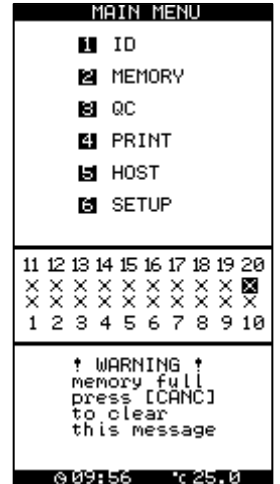 MAIN MENU
1 ID
2 MEMORY
3 QC
4 PRINT
5 HOST
6 SETUP
11 12 13 14 15 16 17 18 19 20
X X X X X X X X X X
X X X X X X X X X X
1 2 3 4 5 6 7 8 9 10
! WARNING !
memory full
press [CANC]
to clear
this message
09:56 °C 25.0